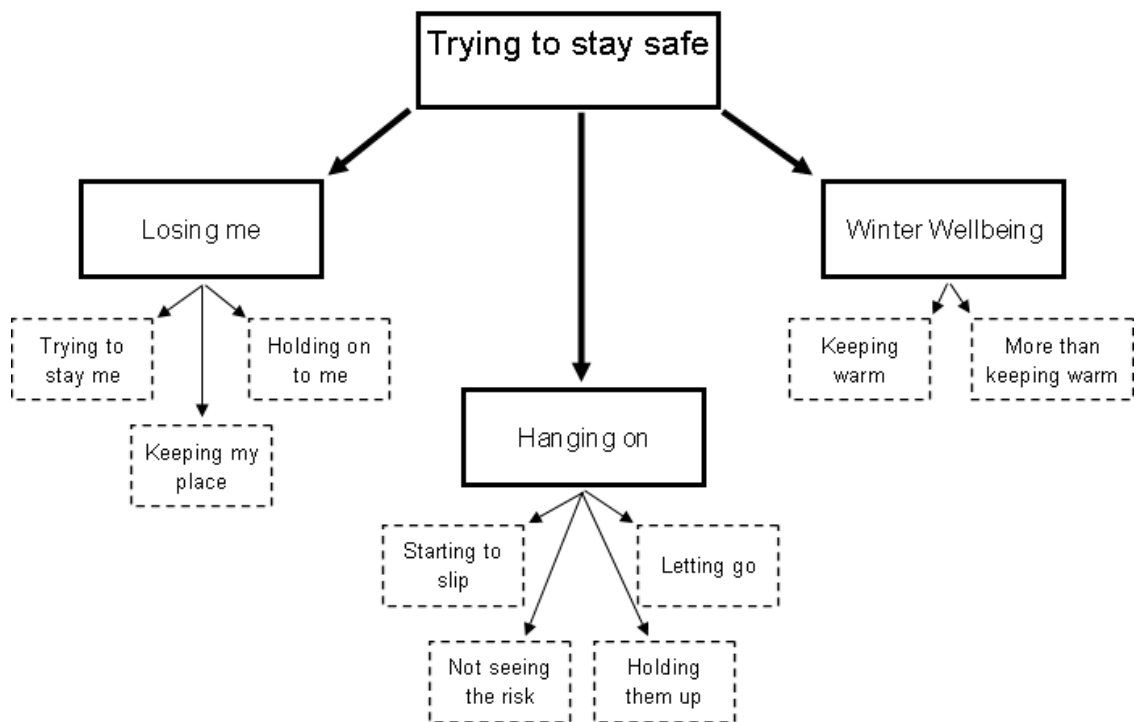 Trying to stay safe
Losing me
Winter Wellbeing
Trying to
stay me
Holding on
to me
Keeping my
place
Keeping
warm
More than
keeping warm
Hanging on
Starting to
slip
Letting go
Not seeing
the risk
Holding
them up